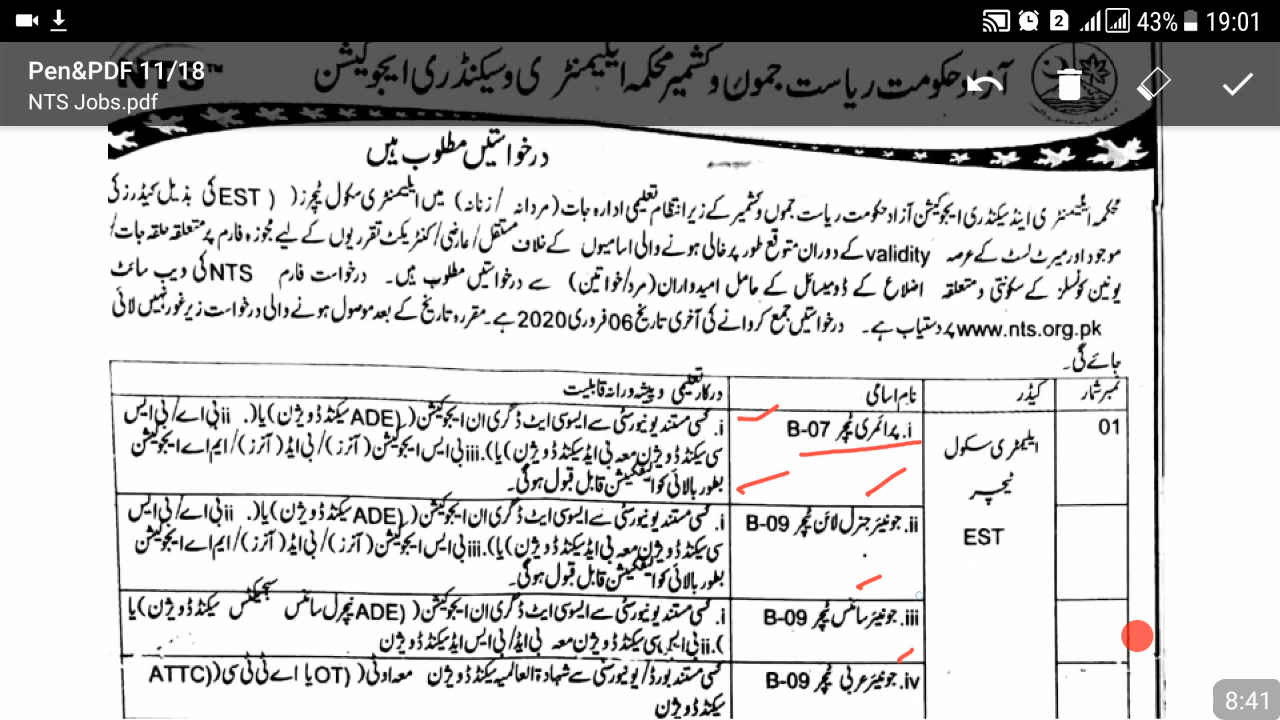 43% 19:01
Pen&PDF 11/18
NTS Jobs.pdf
NTS™
آزاد حکومت ریاست جموں و کشمیر محکمہ ایلیمنٹری و سیکنڈری ایجوکیشن
درخواستیں مطلوب ہیں
محکمہ ایلیمنٹری اینڈ سیکنڈری ایجوکیشن آزاد حکومت ریاست جموں و کشمیر کے زیر انتظام تعلیمی ادارہ جات (مردانہ / زنانہ) میں ایلیمنٹری سکول ٹیچرز( (EST کی بذیل کیڈرز کی
موجود اور میرٹ لسٹ کے عرصہ validity کے دوران متوقع طور پر خالی ہونے والی اسامیوں کے خلاف مستقل/عارضی/کنٹریکٹ تقرریوں کے لیے مجوزہ فارم پر متعلقہ حلقہ جات/
یونین کونسلز کے سکونتی و متعلقہ اضلاع کے ڈومیسائل کے حامل امیدواران(مرد/خواتین) سے درخواستیں مطلوب ہیں۔ درخواست فارم NTS کی ویب سائٹ
www.nts.org.pk پر دستیاب ہے۔ درخواستیں جمع کروانے کی آخری تاریخ 06 فروری 2020 ہے۔ مقررہ تاریخ کے بعد موصول ہونے والی درخواست زیر غور نہیں لائی
جائے گی۔
نمبر شمار کیڈر نام اسامی درکار تعلیمی و پیشہ ورانہ قابلیت
01 ایلیمنٹری سکول ٹیچر EST
i. پرائمری ٹیچر B-07
i. کسی مستند یونیورسٹی سے ایسوسی ایٹ ڈگری ان ایجوکیشن( (ADE سیکنڈ ڈویژن) یا(. ii بی اے/بی ایس
سی سیکنڈ ڈویژن معہ بی ایڈ سیکنڈ ڈویژن) یا). iii بی ایس ایجوکیشن (آنرز)/بی ایڈ (آنرز)/ایم اے ایجوکیشن
بطور بالائی کوالیفکیشن قابل قبول ہوگی۔
ii. جونیئر جنرل لائن ٹیچر B-09
i. کسی مستند یونیورسٹی سے ایسوسی ایٹ ڈگری ان ایجوکیشن( (ADE سیکنڈ ڈویژن) یا(. ii بی اے/بی ایس
سی سیکنڈ ڈویژن معہ بی ایڈ سیکنڈ ڈویژن) یا). iii بی ایس ایجوکیشن (آنرز)/بی ایڈ (آنرز)/ایم اے ایجوکیشن
بطور بالائی کوالیفکیشن قابل قبول ہوگی۔
iii. جونیئر سائنس ٹیچر B-09
i. کسی مستند یونیورسٹی سے ایسوسی ایٹ ڈگری ان ایجوکیشن( (ADE نیچرل سائنس سبجیکٹس سیکنڈ ڈویژن) یا
). ii بی ایس سی سیکنڈ ڈویژن معہ بی ایڈ/بی ایس ایڈ سیکنڈ ڈویژن
iv. جونیئر عربی ٹیچر B-09
کسی مستند بورڈ/یونیورسٹی سے شہادۃ العالمیہ سیکنڈ ڈویژن معہ او ٹی( (OT یا اے ٹی ٹی سی( (ATTC
سیکنڈ ڈویژن
8:41